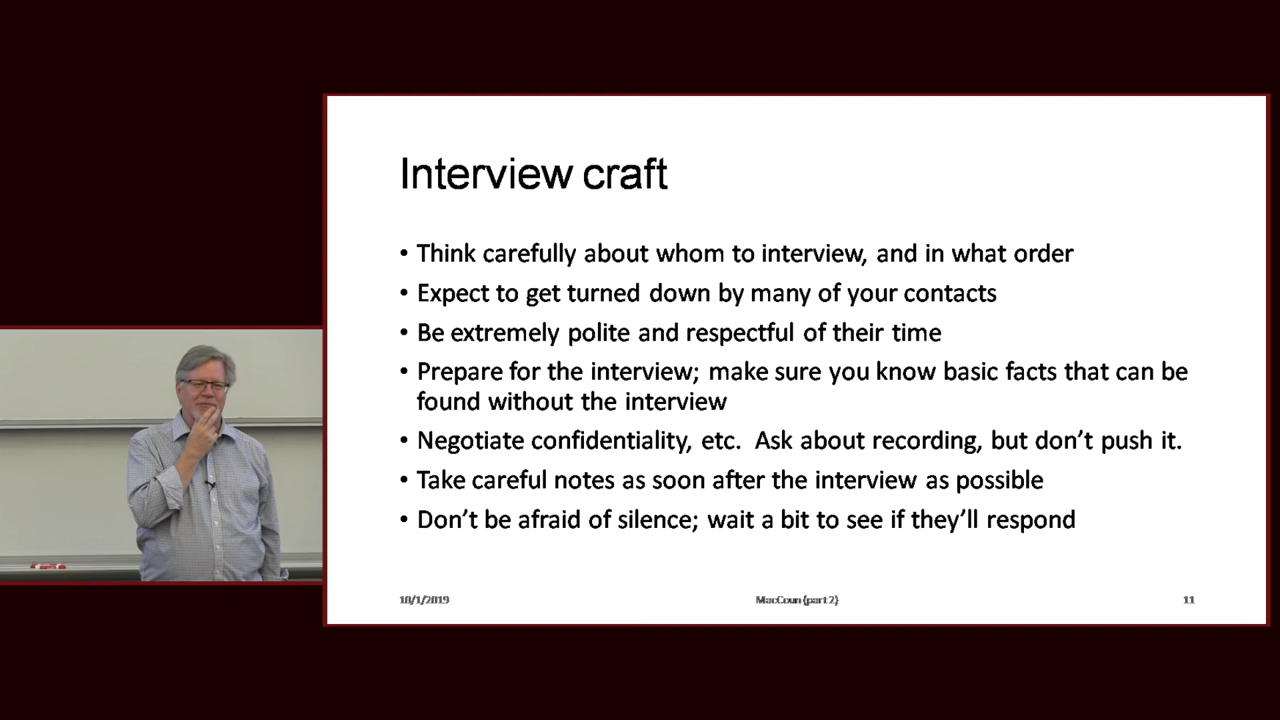 Interview craft
• Think carefully about whom to interview, and in what order
• Expect to get turned down by many of your contacts
• Be extremely polite and respectful of their time
• Prepare for the interview; make sure you know basic facts that can be
found without the interview
• Negotiate confidentiality, etc.  Ask about recording, but don't push it.
• Take careful notes as soon after the interview as possible
• Don't be afraid of silence; wait a bit to see if they'll respond
10/1/2019
MacCoun (part 2)
11